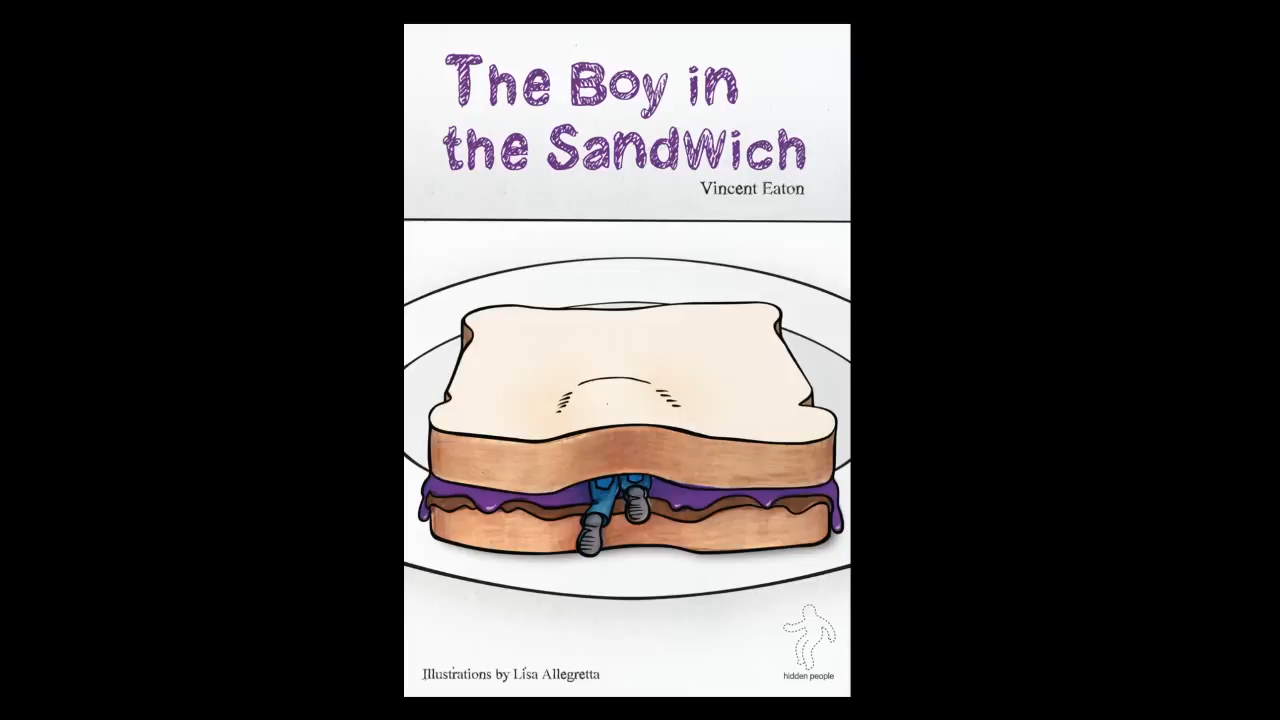 The Boy in
the Sandwich
Vincent Eaton
Illustrations by Lisa Allegretta
hidden people